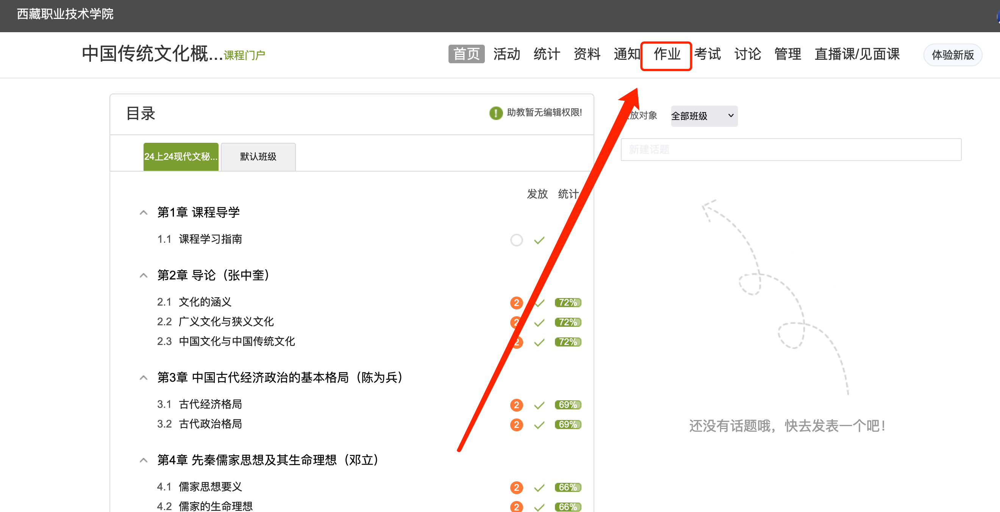 西藏职业技术学院
中国传统文化概...课程门户
首页 活动 统计 资料 通知 作业 考试 讨论 管理 直播课/见面课 体验新版
目录
助教暂无编辑权限!
放对象 全部班级
24上24现代文秘... 默认班级
新建话题
发放 统计
第1章 课程导学
1.1 课程学习指南
第2章 导论（张中奎）
2.1 文化的涵义 2 72%
2.2 广义文化与狭义文化 2 72%
2.3 中国文化与中国传统文化 2 72%
第3章 中国古代经济政治的基本格局（陈为兵）
3.1 古代经济格局 2 69%
3.2 古代政治格局 2 69%
还没有话题哦，快去发表一个吧！
第4章 先秦儒家思想及其生命理想（邓立）
4.1 儒家思想要义 2 66%
4.2 儒家的生命理想 2 66%